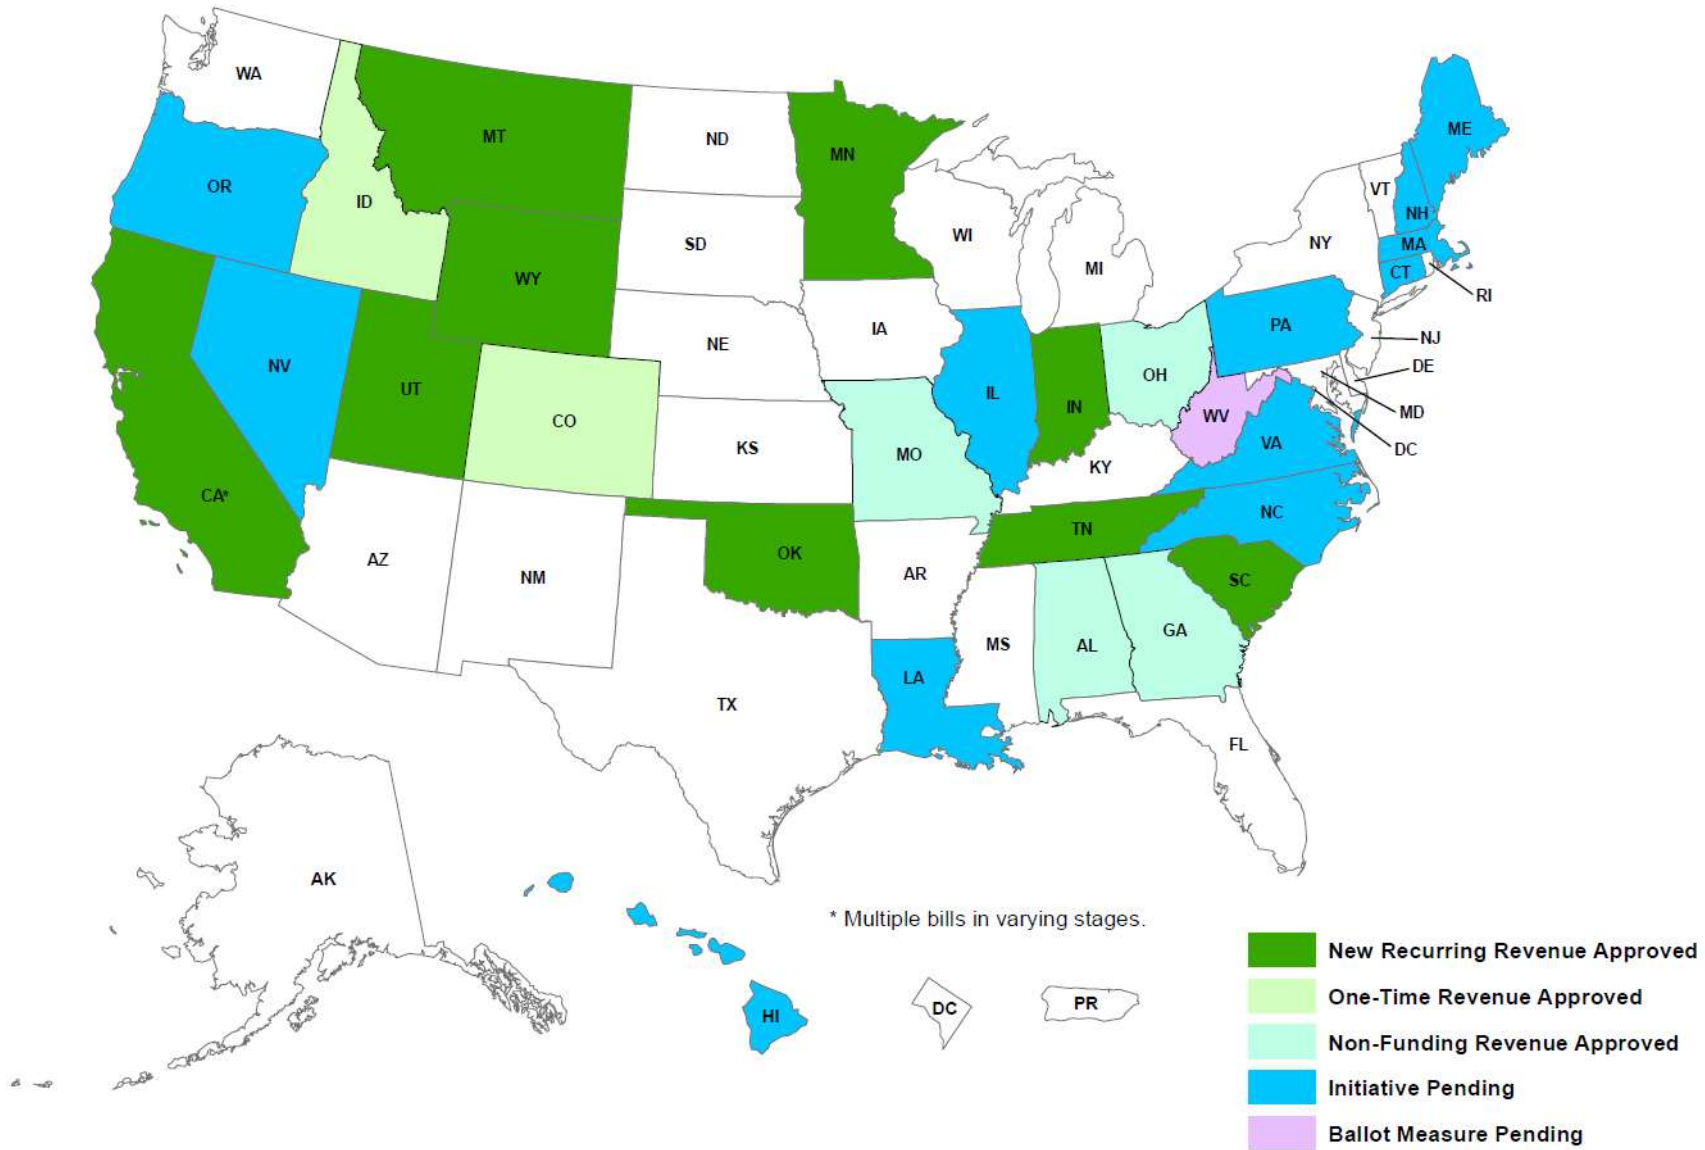 WA
MT
ND
MN
ME
OR
ID
VT
NH
SD
WI
NY
MA
MI
CT
WY
RI
IA
PA
NE
NJ
NV
DE
OH
UT
IL
IN
MD
WV
CO
VA
DC
KS
MO
KY
CA*
NC
TN
OK
AZ
AR
NM
SC
GA
MS
AL
LA
TX
FL
AK
* Multiple bills in varying stages.
HI
DC
PR
New Recurring Revenue Approved
One-Time Revenue Approved
Non-Funding Revenue Approved
Initiative Pending
Ballot Measure Pending